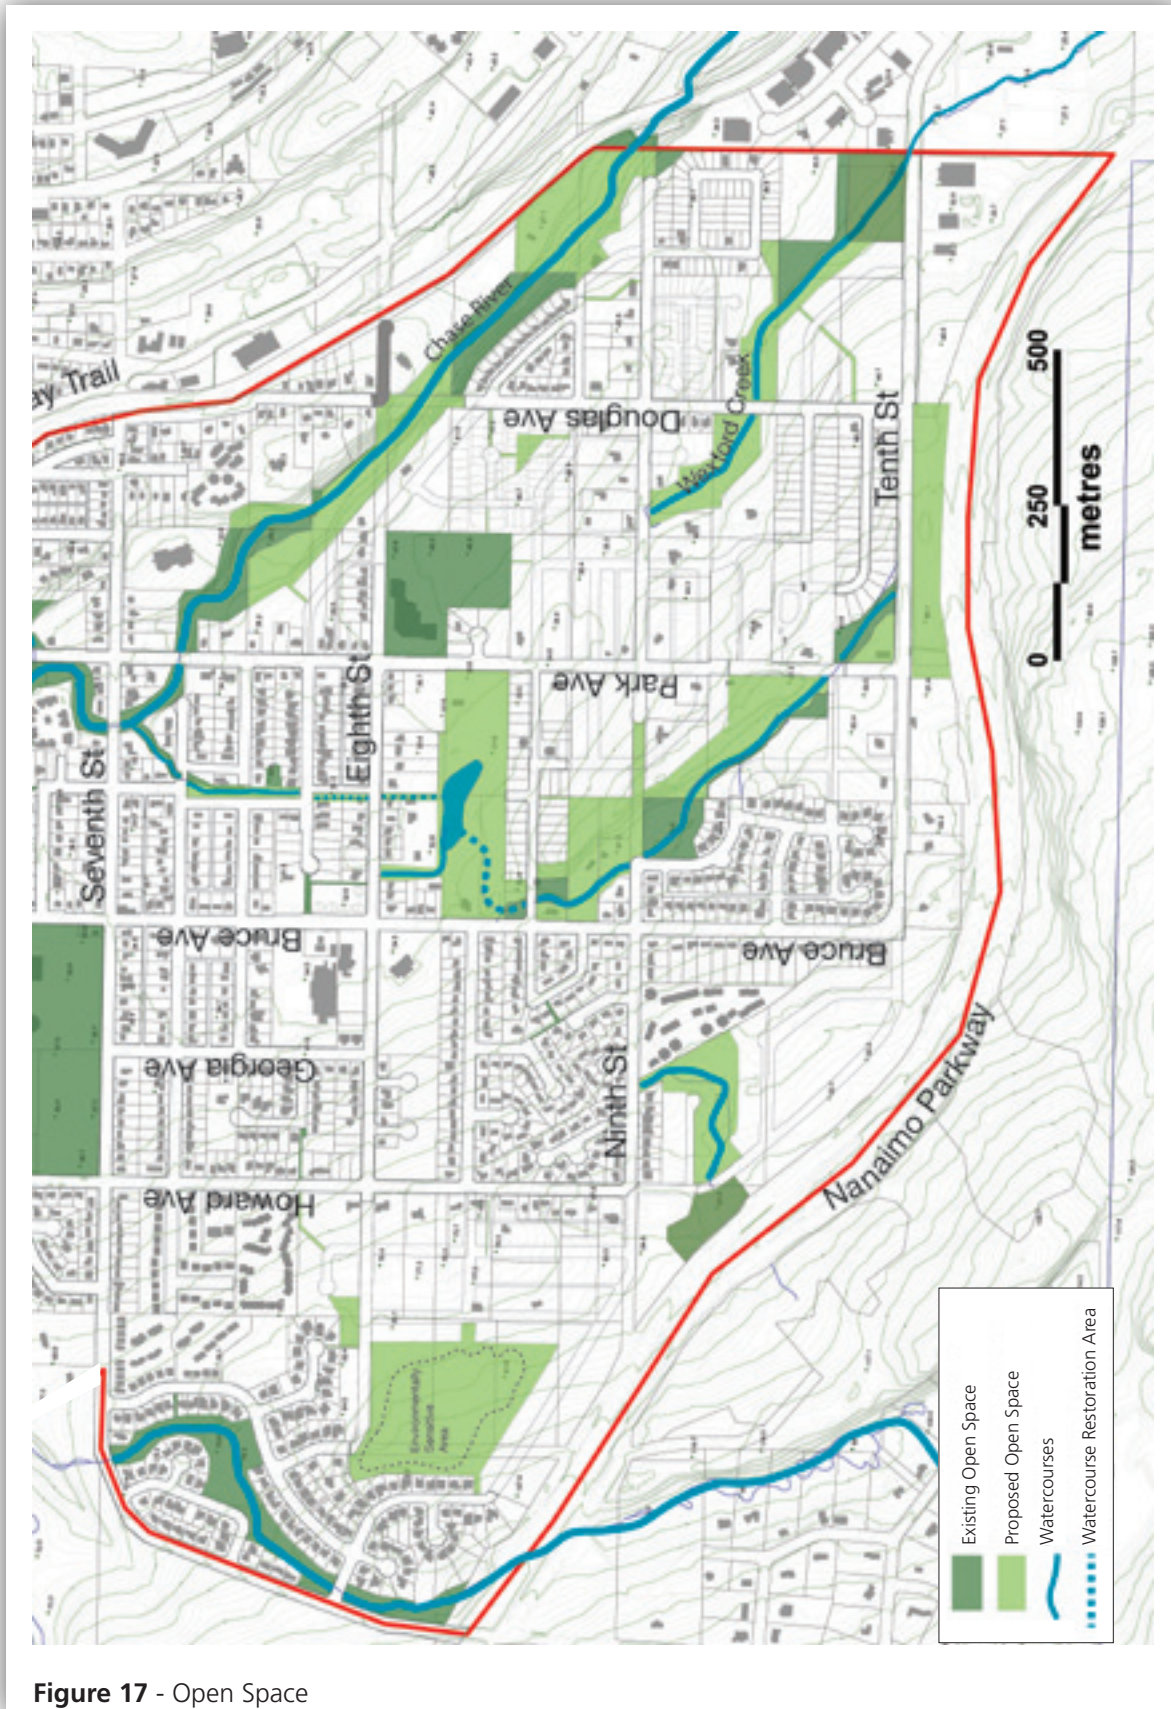 ay Trail
Chase River
Douglas Ave
Wexford Creek
Tenth St
Park Ave
Eighth St
Seventh St
Bruce Ave
Bruce Ave
Georgia Ave
Ninth St
Howard Ave
Nanaimo Parkway
Environmentally
Sensitive
Area
0 250 500
metres
Existing Open Space
Proposed Open Space
Watercourses
Watercourse Restoration Area
Figure 17 - Open Space